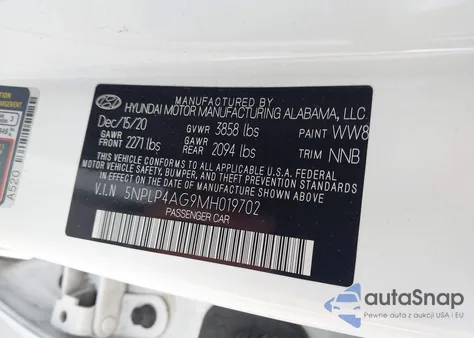 MANUFACTURED BY
HYUNDAI MOTOR MANUFACTURING ALABAMA, LLC
Dec/15/20 GVWR 3858 lbs PAINT WW8
GAWR FRONT 2271 lbs GAWR REAR 2094 lbs TRIM NNB
THIS VEHICLE CONFORMS TO ALL APPLICABLE U.S.
FEDERAL MOTOR VEHICLE SAFETY, BUMPER, AND THEFT
PREVENTION STANDARDS IN EFFECT ON THE DATE OF
MANUFACTURE SHOWN ABOVE.
V.I.N 5NPLP4AG9MH019702
PASSENGER CAR
A520
autoSnap
Pewne auta z aukcji USA i EU